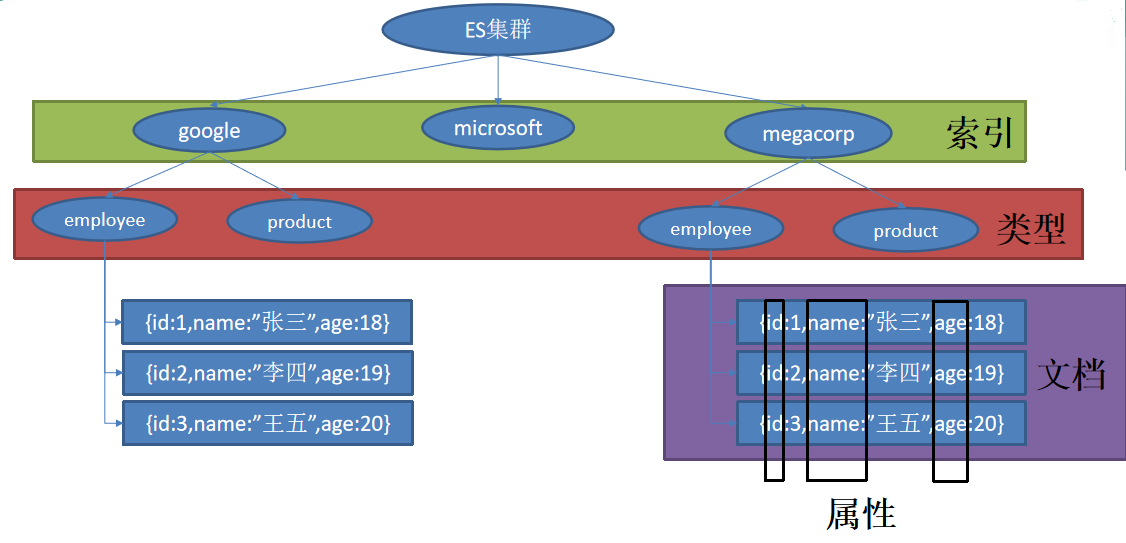 ES集群
google
microsoft
megacorp
索引
employee
product
employee
product
类型
{id:1,name:”张三”,age:18}
{id:2,name:”李四”,age:19}
{id:3,name:”王五”,age:20}
{id:1,name:”张三”,age:18}
{id:2,name:”李四”,age:19}
{id:3,name:”王五”,age:20}
文档
属性